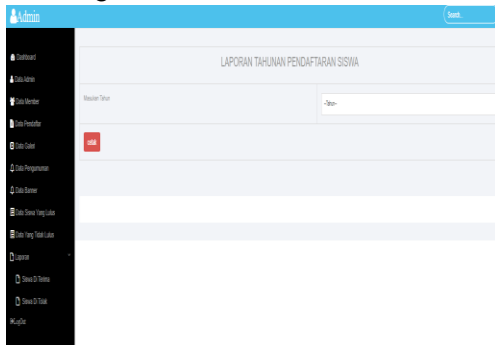 Admin
Search..
Dashboard
Data Admin
Data Member
Data Pendaftar
Data Galeri
Data Pengumuman
Data Banner
Data Siswa Yang Lulus
Data Yang Tidak Lulus
Laporan
Siswa Di Terima
Siswa Di Tolak
LogOut
LAPORAN TAHUNAN PENDAFTARAN SISWA
Masukan Tahun
--Tahun--
cetak